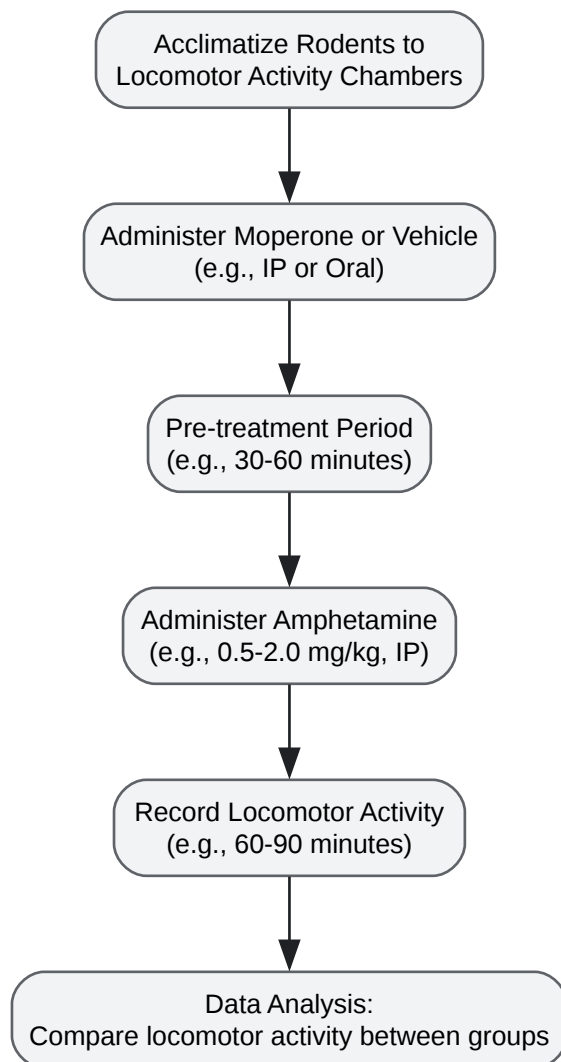 Acclimatize Rodents to
Locomotor Activity Chambers
Administer Moperone or Vehicle
(e.g., IP or Oral)
Pre-treatment Period
(e.g., 30-60 minutes)
Administer Amphetamine
(e.g., 0.5-2.0 mg/kg, IP)
Record Locomotor Activity
(e.g., 60-90 minutes)
Data Analysis:
Compare locomotor activity between groups